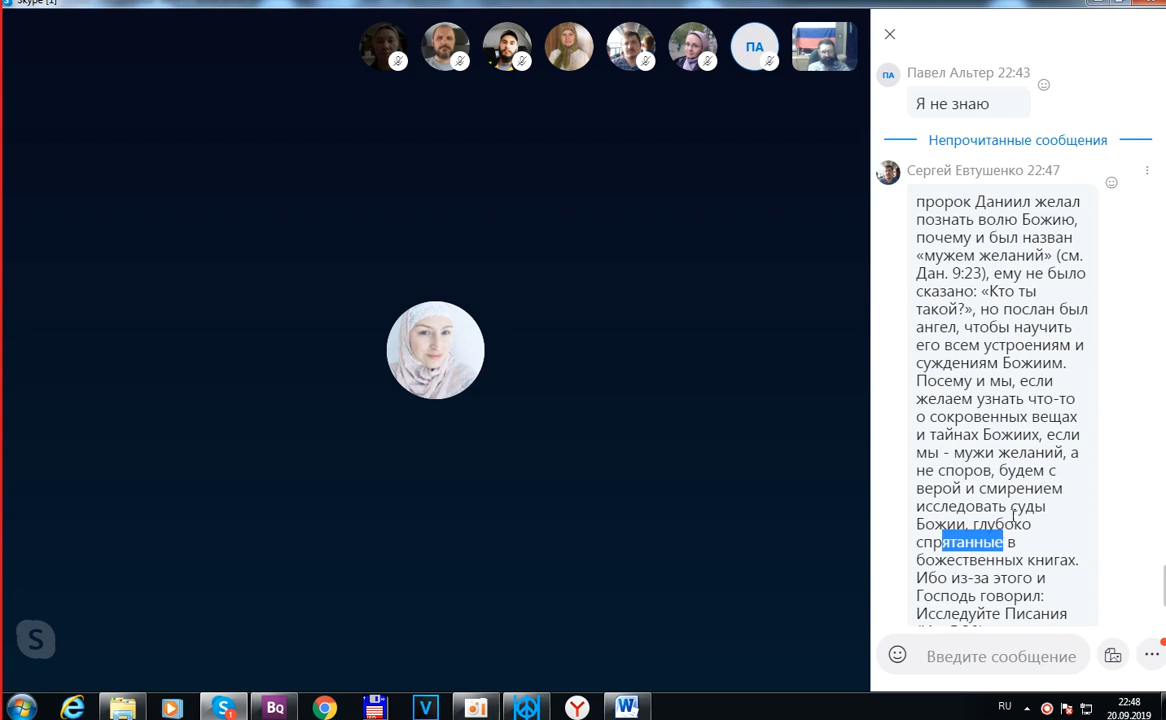 Skype [1]
ПА
ПА
Павел Альтер 22:43
Я не знаю
Непрочитанные сообщения
Сергей Евтушенко 22:47
пророк Даниил желал
познать волю Божию,
почему и был назван
«мужем желаний» (см.
Дан. 9:23), ему не было
сказано: «Кто ты
такой?», но послан был
ангел, чтобы научить
его всем устроениям и
суждениям Божиим.
Посему и мы, если
желаем узнать что-то
о сокровенных вещах
и тайнах Божиих, если
мы - мужи желаний, а
не споров, будем с
верой и смирением
исследовать суды
Божии, глубоко
спрятанные в
божественных книгах.
Ибо из-за этого и
Господь говорил:
Исследуйте Писания
S
Введите сообщение
Bq
V
Y
W
RU
22:48
20.09.2019